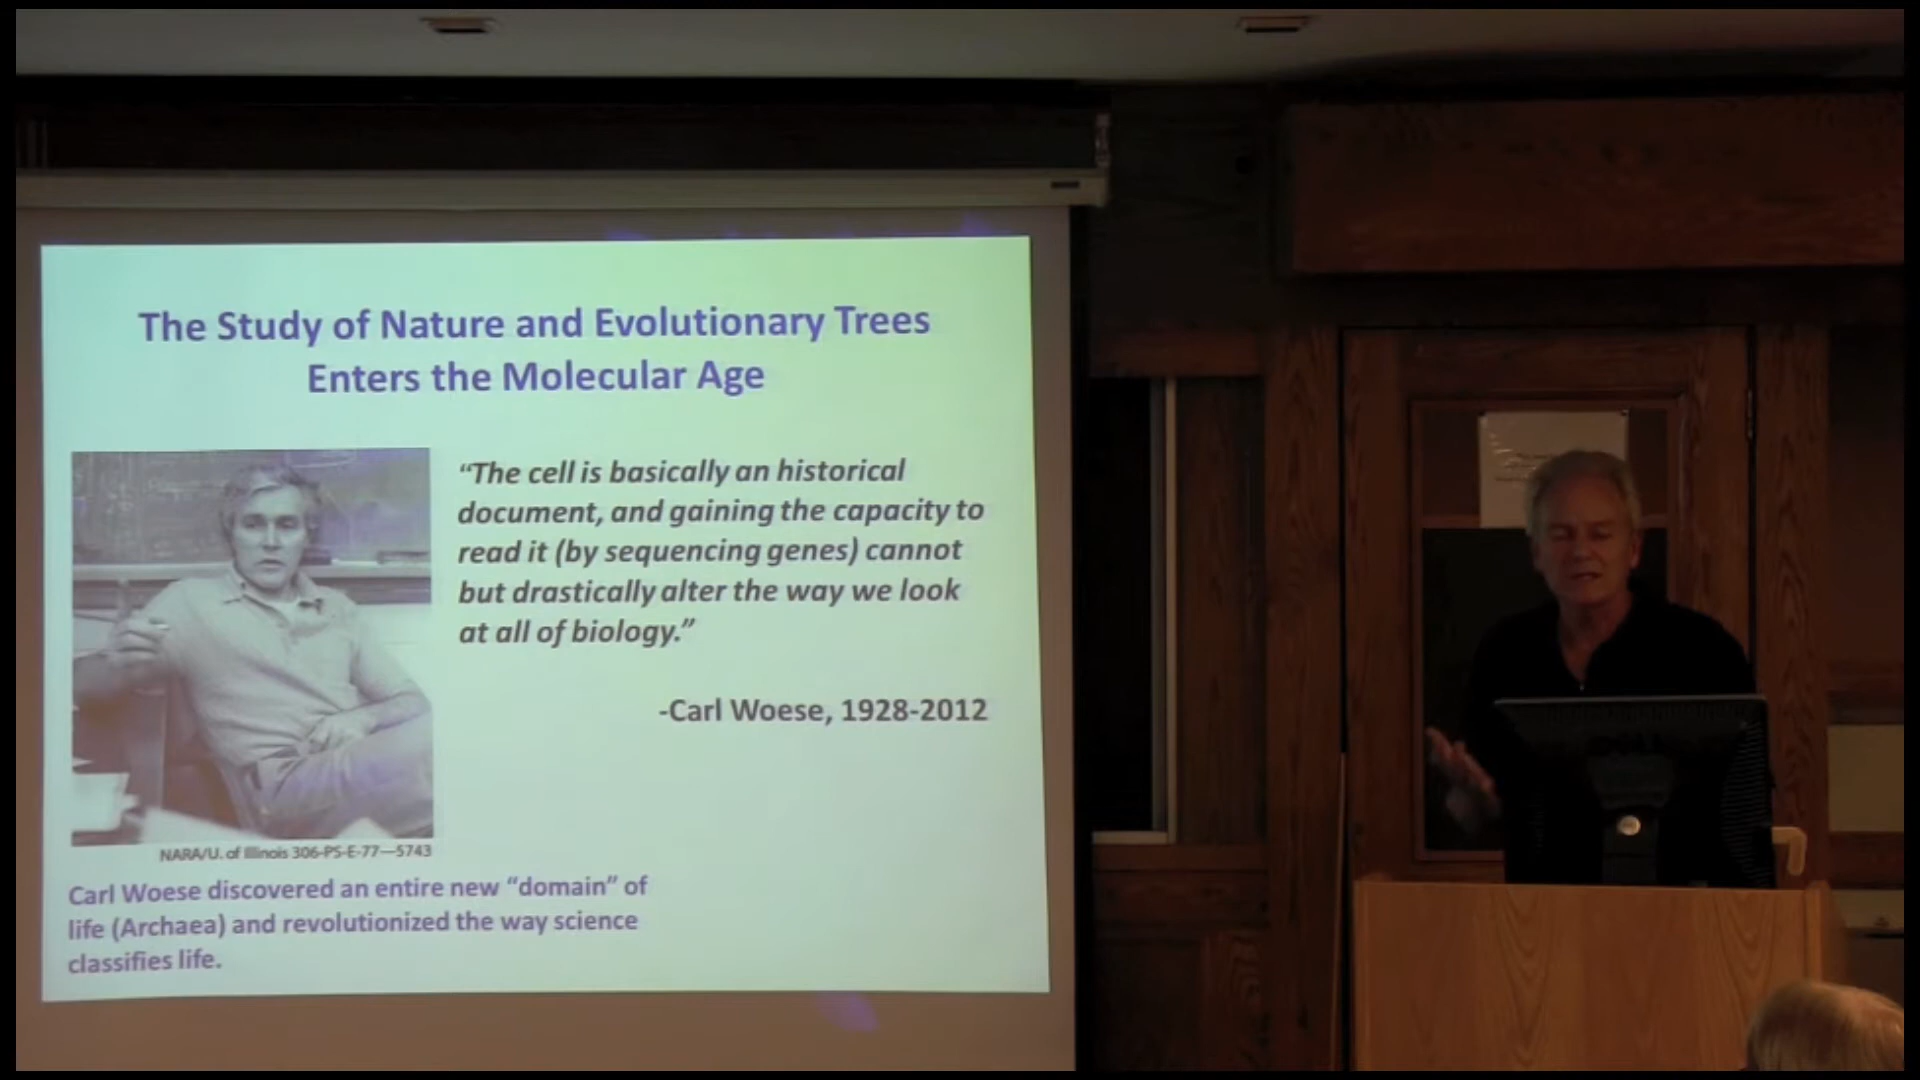 The Study of Nature and Evolutionary Trees
Enters the Molecular Age
“The cell is basically an historical
document, and gaining the capacity to
read it (by sequencing genes) cannot
but drastically alter the way we look
at all of biology.”
-Carl Woese, 1928-2012
NARA/U. of Illinois 306-PS-E-77—5743
Carl Woese discovered an entire new “domain” of
life (Archaea) and revolutionized the way science
classifies life.